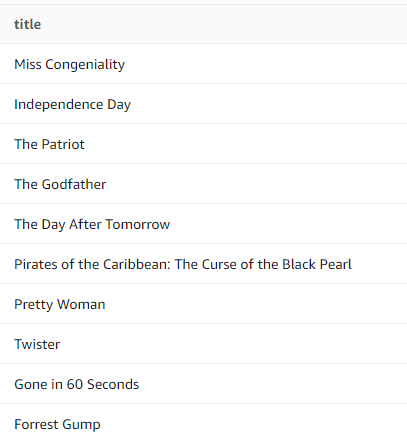 title
Miss Congeniality
Independence Day
The Patriot
The Godfather
The Day After Tomorrow
Pirates of the Caribbean: The Curse of the Black Pearl
Pretty Woman
Twister
Gone in 60 Seconds
Forrest Gump